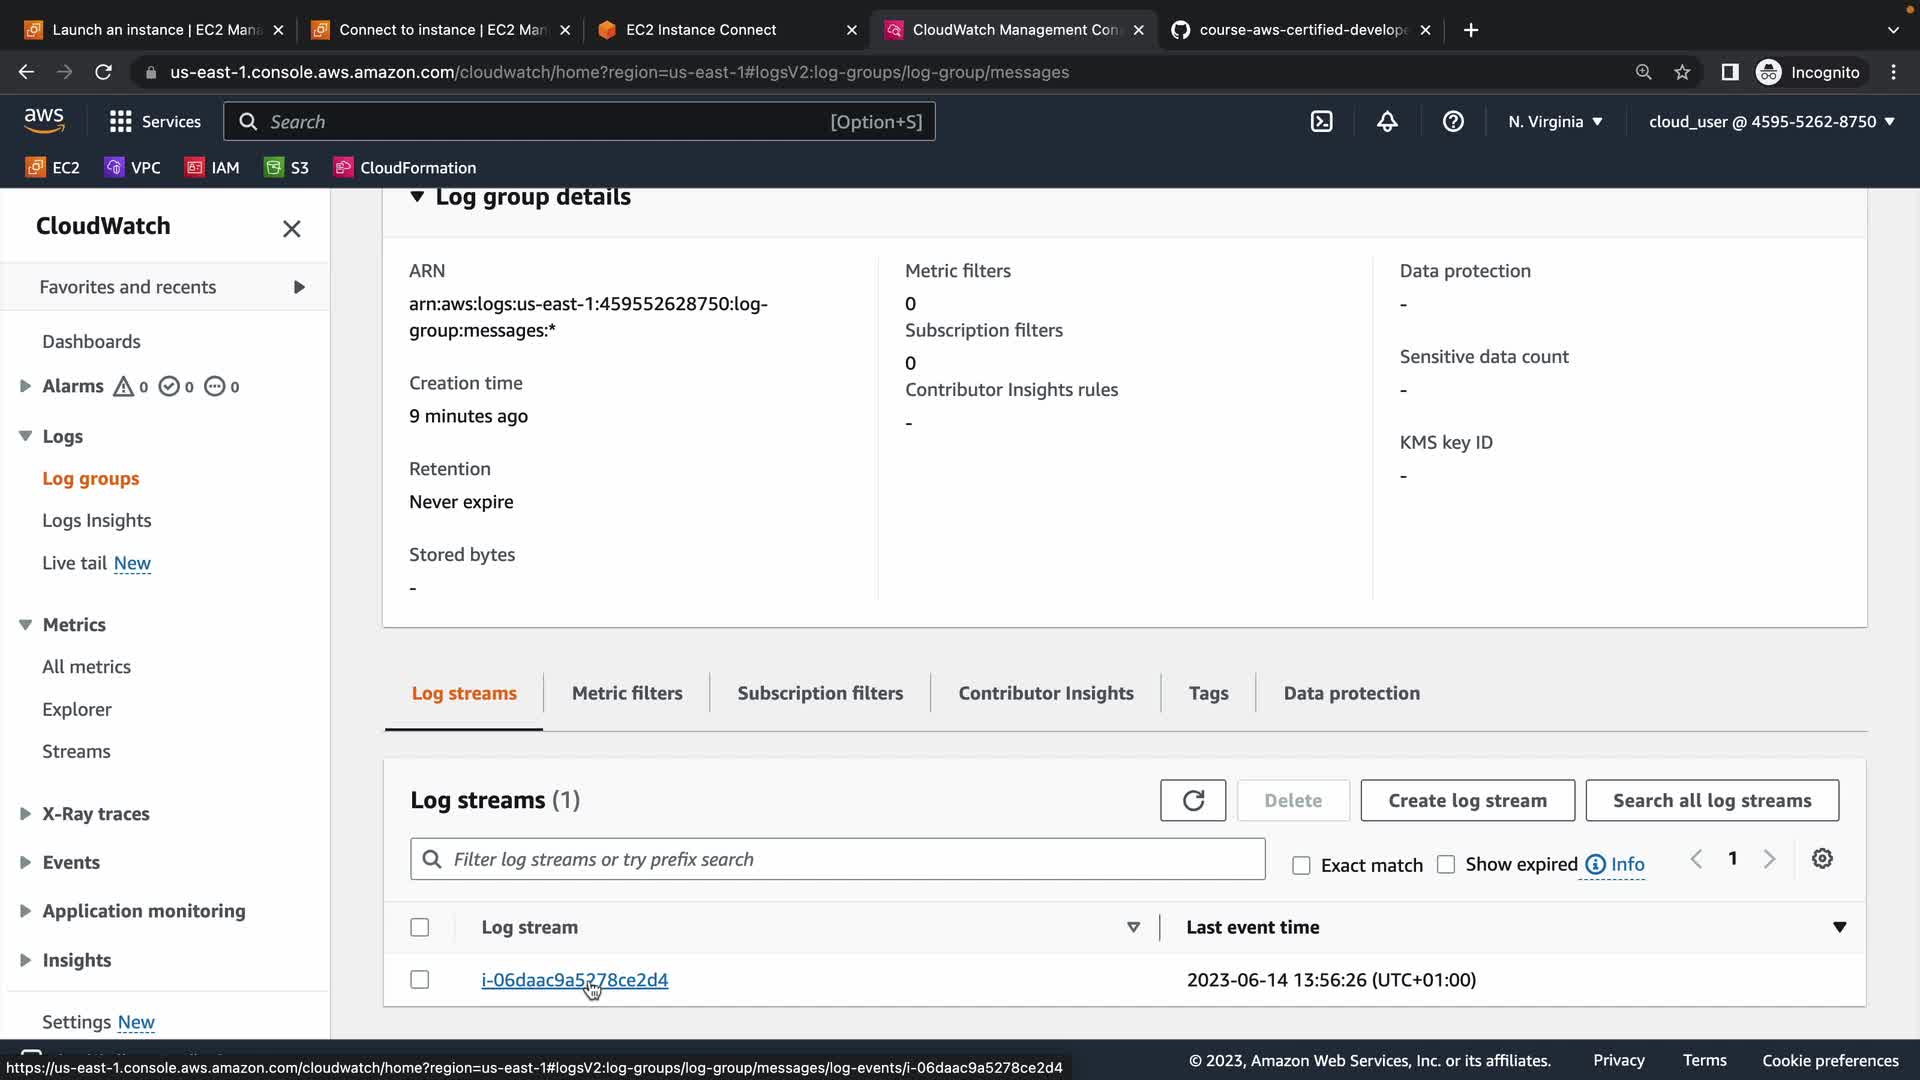 Launch an instance | EC2 Mana
Connect to instance | EC2 Man
EC2 Instance Connect
CloudWatch Management Con
course-aws-certified-develope
us-east-1.console.aws.amazon.com/cloudwatch/home?region=us-east-1#logsV2:log-groups/log-group/messages
Incognito
aws
Services
Search
[Option+S]
N. Virginia
cloud_user @ 4595-5262-8750
EC2
VPC
IAM
S3
CloudFormation
CloudWatch
Favorites and recents
Dashboards
Alarms 0 0 0
Logs
Log groups
Logs Insights
Live tail New
Metrics
All metrics
Explorer
Streams
X-Ray traces
Events
Application monitoring
Insights
Settings New
Log group details
ARN
arn:aws:logs:us-east-1:459552628750:log-
group:messages:*
Creation time
9 minutes ago
Retention
Never expire
Stored bytes
-
Metric filters
0
Subscription filters
0
Contributor Insights rules
-
Data protection
-
Sensitive data count
-
KMS key ID
-
Log streams
Metric filters
Subscription filters
Contributor Insights
Tags
Data protection
Log streams (1)
Delete
Create log stream
Search all log streams
Filter log streams or try prefix search
Exact match
Show expired
Info
1
Log stream
Last event time
i-06daac9a5278ce2d4
2023-06-14 13:56:26 (UTC+01:00)
https://us-east-1.console.aws.amazon.com/cloudwatch/home?region=us-east-1#logsV2:log-groups/log-group/messages/log-events/i-06daac9a5278ce2d4
© 2023, Amazon Web Services, Inc. or its affiliates.
Privacy
Terms
Cookie preferences